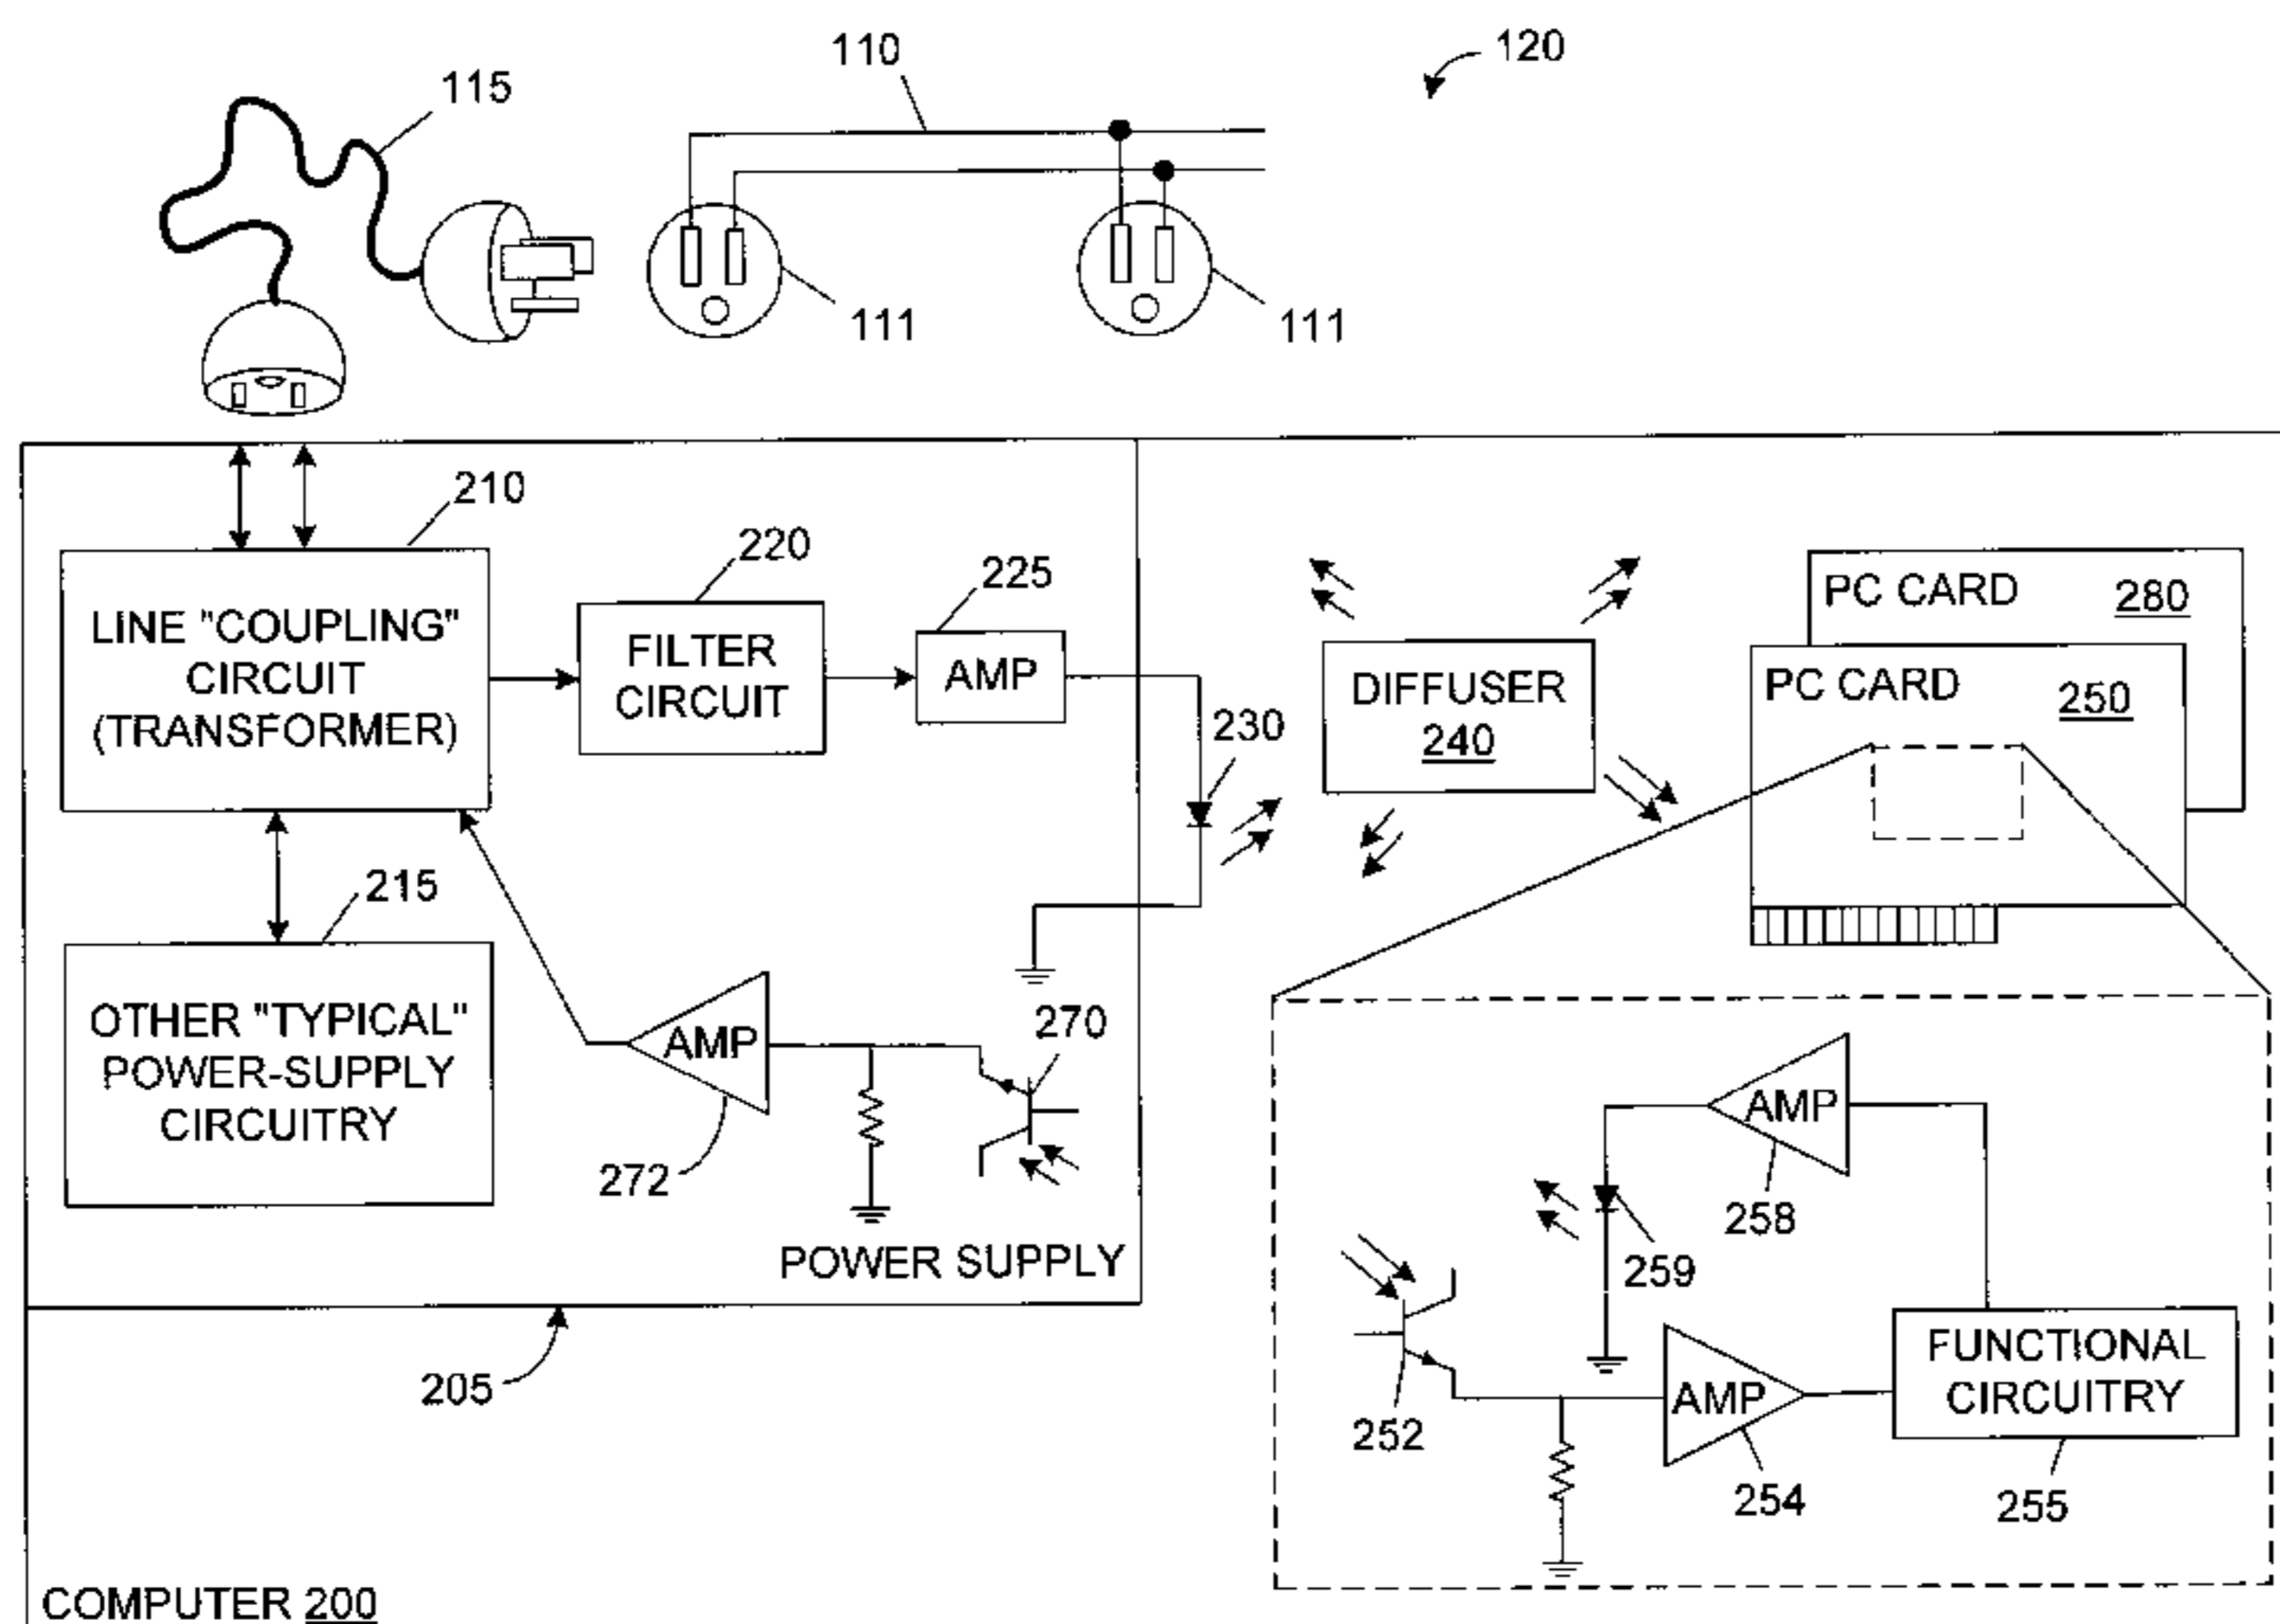 110
120
115
111
111
210
220
225
LINE "COUPLING"
CIRCUIT
(TRANSFORMER)
FILTER
CIRCUIT
AMP
230
DIFFUSER
240
PC CARD
280
PC CARD
250
215
OTHER "TYPICAL"
POWER-SUPPLY
CIRCUITRY
AMP
270
272
POWER SUPPLY
205
AMP
258
259
252
AMP
254
FUNCTIONAL
CIRCUITRY
255
COMPUTER 200